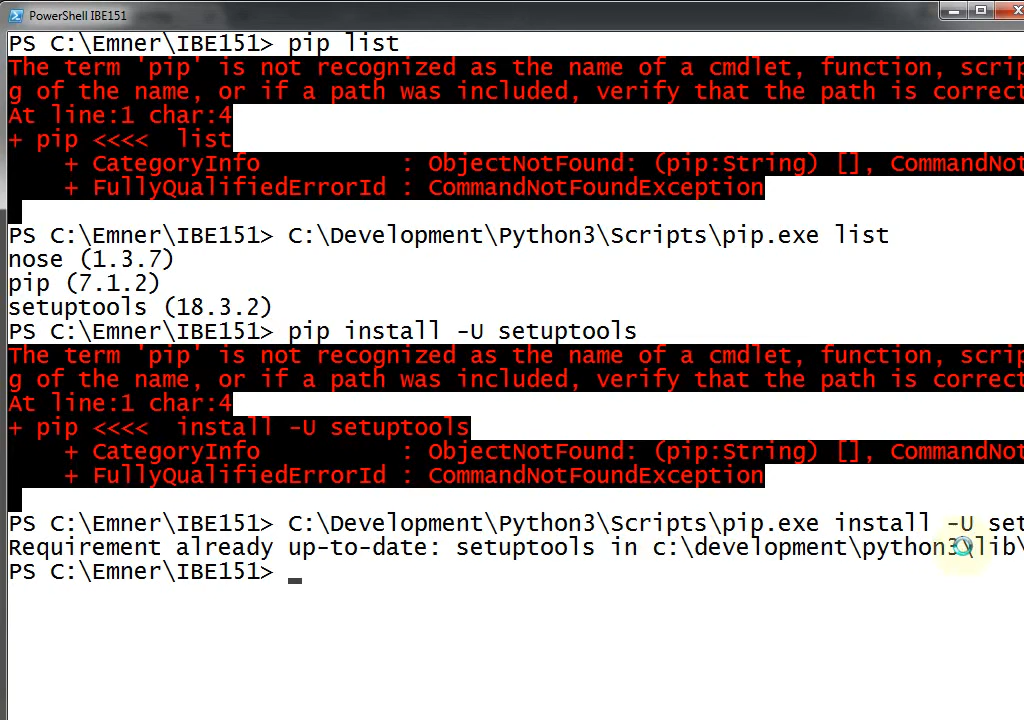 PowerShell IBE151
PS C:\Emner\IBE151> pip list
The term 'pip' is not recognized as the name of a cmdlet, function, scrip
g of the name, or if a path was included, verify that the path is correct
At line:1 char:4
+ pip <<<<  list
    + CategoryInfo          : ObjectNotFound: (pip:String) [], CommandNot
    + FullyQualifiedErrorId : CommandNotFoundException
PS C:\Emner\IBE151> C:\Development\Python3\Scripts\pip.exe list
nose (1.3.7)
pip (7.1.2)
setuptools (18.3.2)
PS C:\Emner\IBE151> pip install -U setuptools
The term 'pip' is not recognized as the name of a cmdlet, function, scrip
g of the name, or if a path was included, verify that the path is correct
At line:1 char:4
+ pip <<<<  install -U setuptools
    + CategoryInfo          : ObjectNotFound: (pip:String) [], CommandNot
    + FullyQualifiedErrorId : CommandNotFoundException
PS C:\Emner\IBE151> C:\Development\Python3\Scripts\pip.exe install -U set
Requirement already up-to-date: setuptools in c:\development\python3\lib\
PS C:\Emner\IBE151>